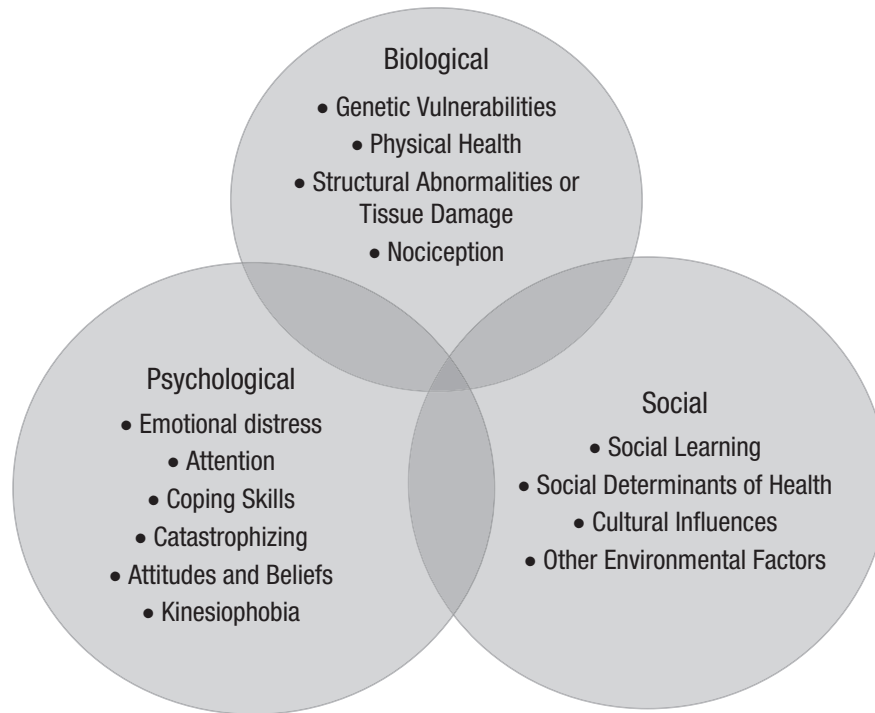 Biological
• Genetic Vulnerabilities
• Physical Health
• Structural Abnormalities or
Tissue Damage
• Nociception
Psychological
• Emotional distress
• Attention
• Coping Skills
• Catastrophizing
• Attitudes and Beliefs
• Kinesiophobia
Social
• Social Learning
• Social Determinants of Health
• Cultural Influences
• Other Environmental Factors